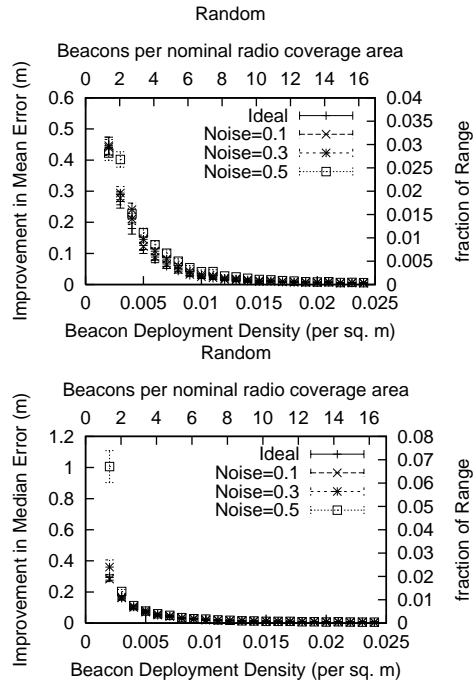 Random
Beacons per nominal radio coverage area
0 2 4 6 8 10 12 14 16
Improvement in Mean Error (m)
0.6
0.5
0.4
0.3
0.2
0.1
0
Ideal
Noise=0.1
Noise=0.3
Noise=0.5
0.04
0.035
0.03
0.025
0.02
0.015
0.01
0.005
0
fraction of Range
0 0.005 0.01 0.015 0.02 0.025
Beacon Deployment Density (per sq. m)
Random
Beacons per nominal radio coverage area
0 2 4 6 8 10 12 14 16
Improvement in Median Error (m)
1.2
1
0.8
0.6
0.4
0.2
0
Ideal
Noise=0.1
Noise=0.3
Noise=0.5
0.08
0.07
0.06
0.05
0.04
0.03
0.02
0.01
0
fraction of Range
0 0.005 0.01 0.015 0.02 0.025
Beacon Deployment Density (per sq. m)